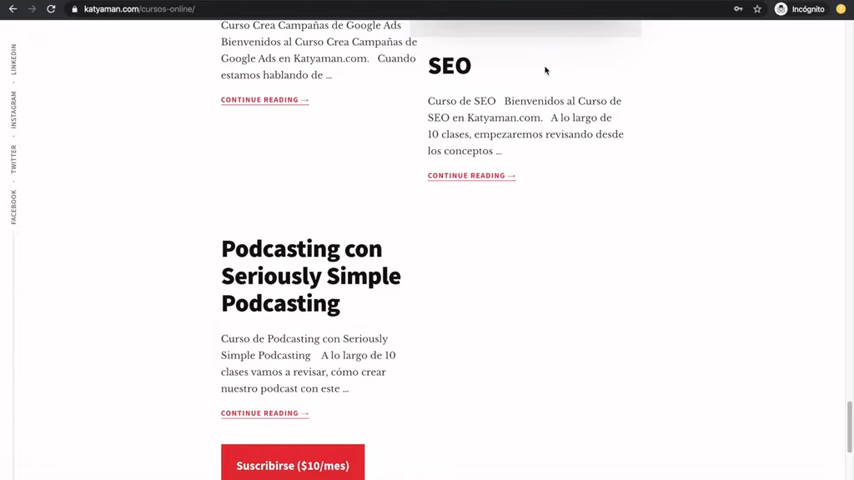 katyaman.com/cursos-online/
Incógnito
LINKEDIN
INSTAGRAM
TWITTER
FACEBOOK
Curso Crea Campañas de Google Ads
Bienvenidos al Curso Crea Campañas de
Google Ads en Katyaman.com. Cuando
estamos hablando de ...
CONTINUE READING →
SEO
Curso de SEO Bienvenidos al Curso de
SEO en Katyaman.com. A lo largo de
10 clases, empezaremos revisando desde
los conceptos ...
CONTINUE READING →
Podcasting con
Seriously Simple
Podcasting
Curso de Podcasting con Seriously
Simple Podcasting A lo largo de 10
clases vamos a revisar, cómo crear
nuestro podcast con este ...
CONTINUE READING →
Suscribirse ($10/mes)